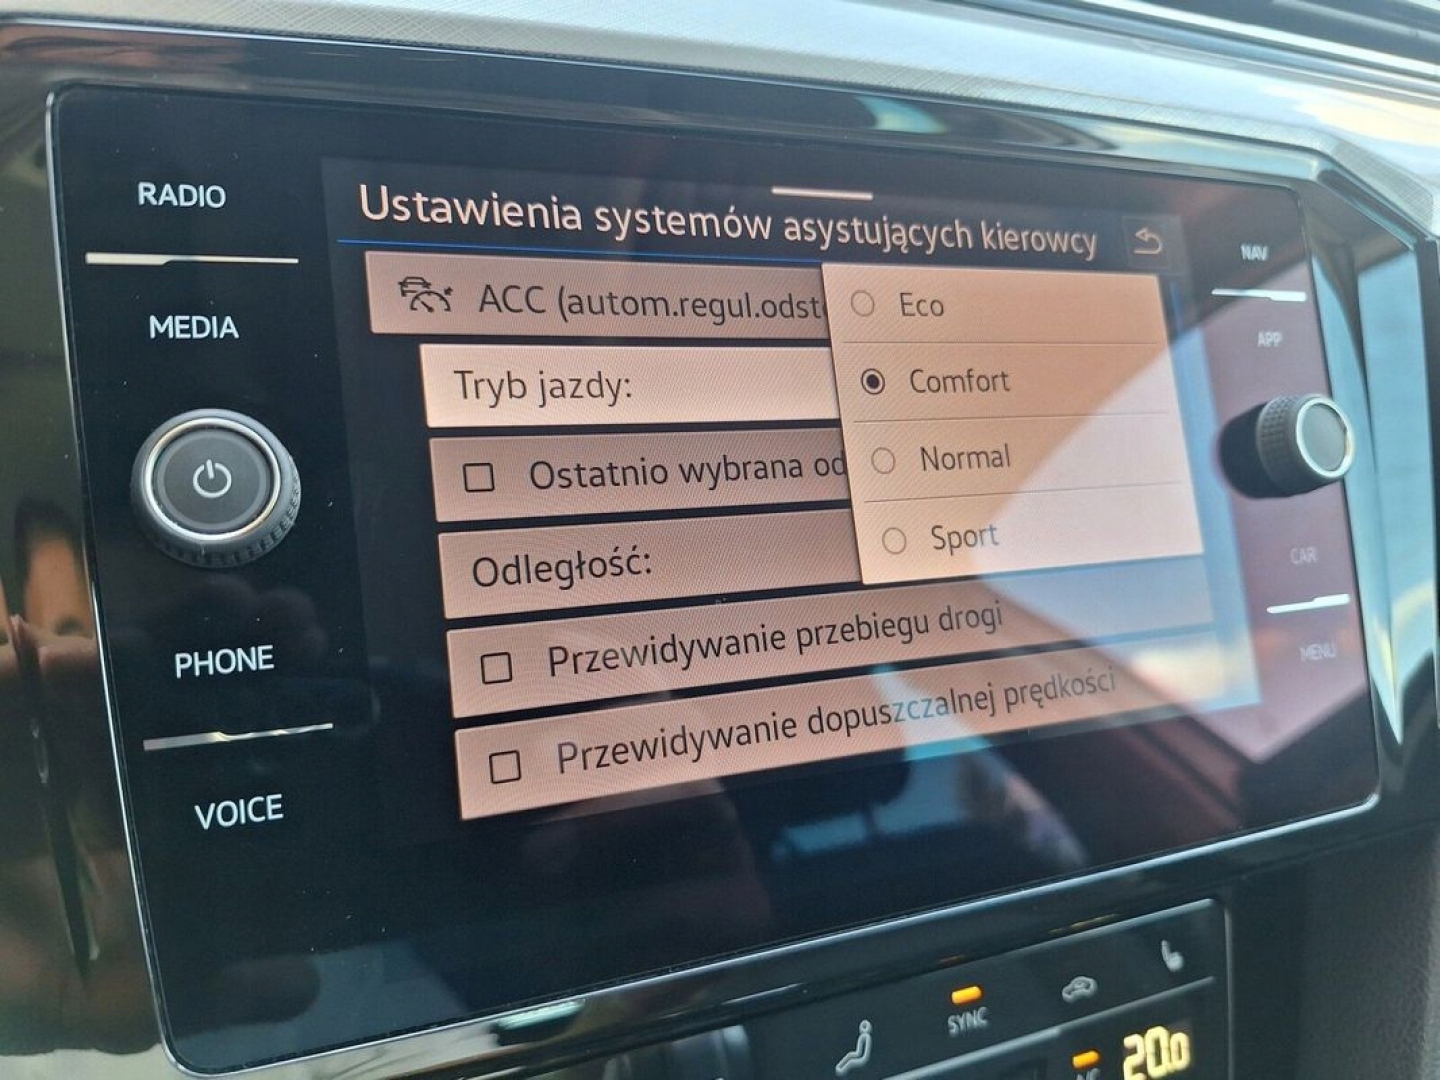 RADIO
MEDIA
PHONE
VOICE
Ustawienia systemów asystujących kierowcy
ACC (autom.regul.odst
Tryb jazdy:
Ostatnio wybrana od
Odległość:
Przewidywanie przebiegu drogi
Przewidywanie dopuszczalnej prędkości
Eco
Comfort
Normal
Sport
NAV
APP
CAR
MENU
SYNC
20.0